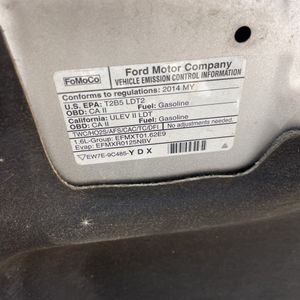 FoMoCo
Ford Motor Company
VEHICLE EMISSION CONTROL INFORMATION
Conforms to regulations: 2014 MY
U.S. EPA: T2B5 LDT2
OBD: CA II Fuel: Gasoline
California: ULEV II LDT
OBD: CA II Fuel: Gasoline
TWC/HO2S/AFS/CAC/TC/DFI No adjustments needed.
1.6L-Group: EFMXT01.62E9
Evap: EFMXR0125NBV
EW7E-9C485-YDX